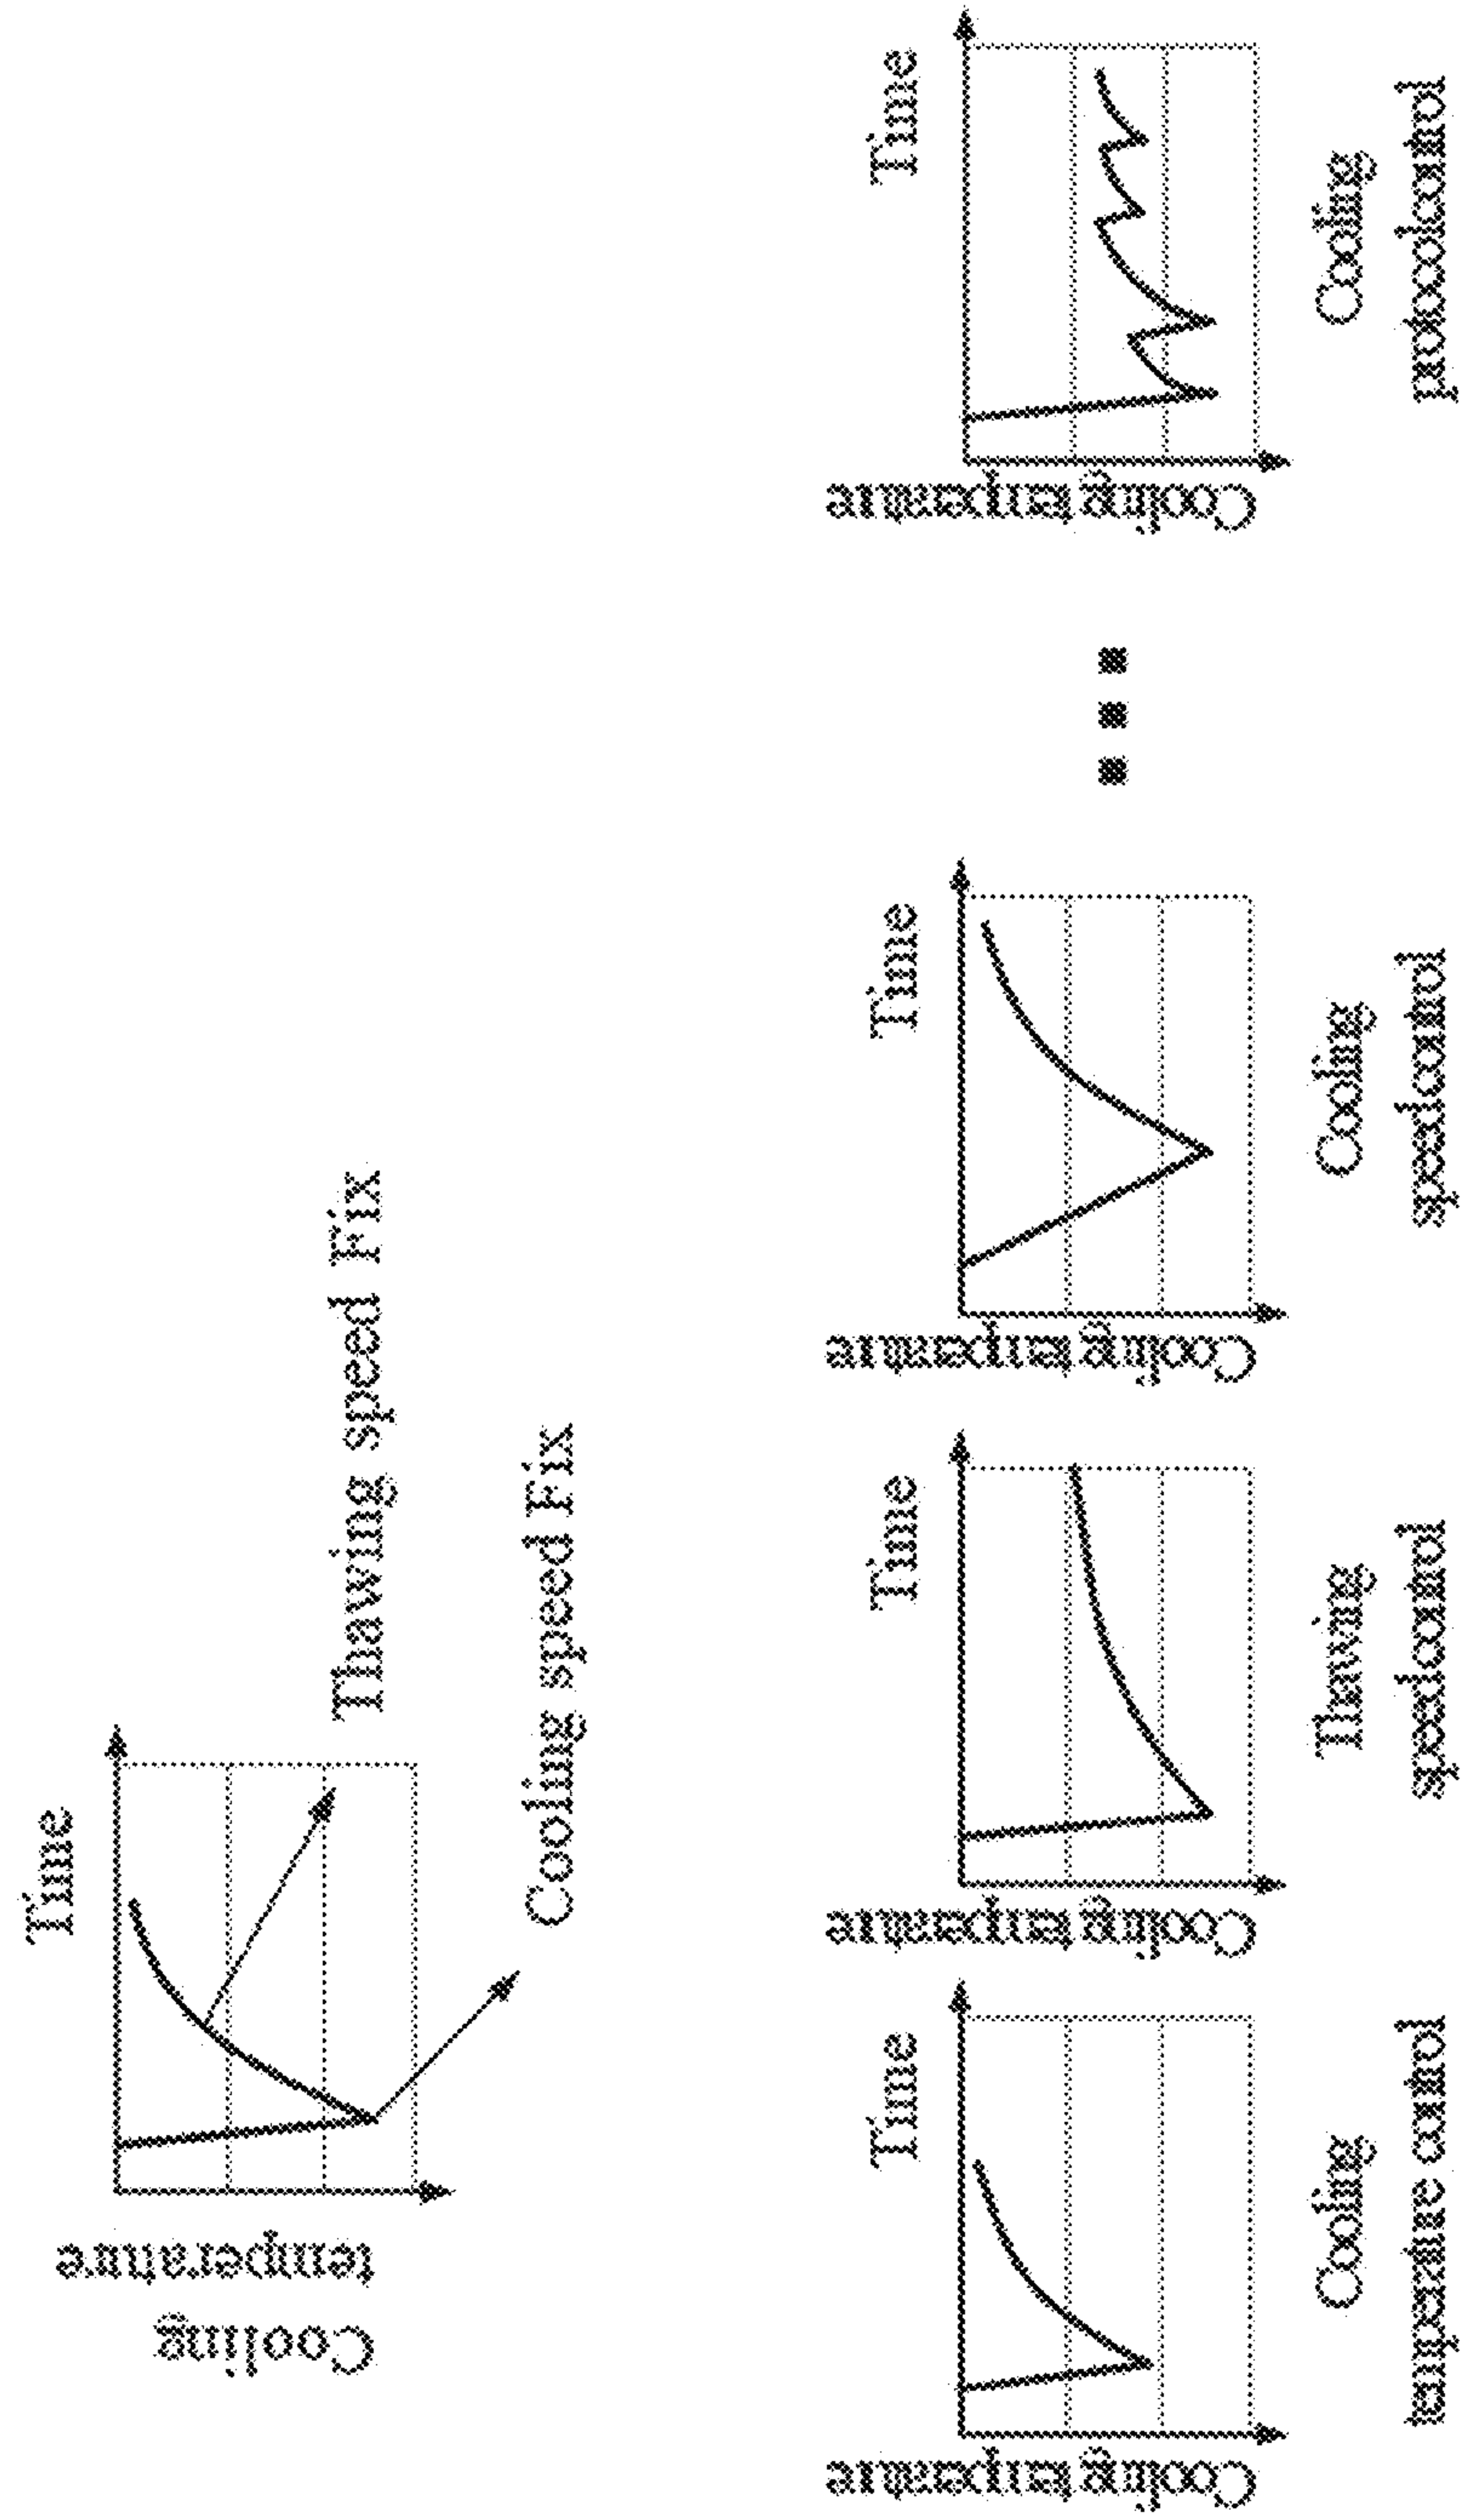 Time
Cooling
temperature
Thawing speed Fix
Cooling speed Fix
Time
Cooling temperature
Cooling
temperature control
Time
Cooling temperature
Thawing
speed control
Time
Cooling temperature
Cooling
speed control
Time
Cooling temperature
Cooling
protocol control